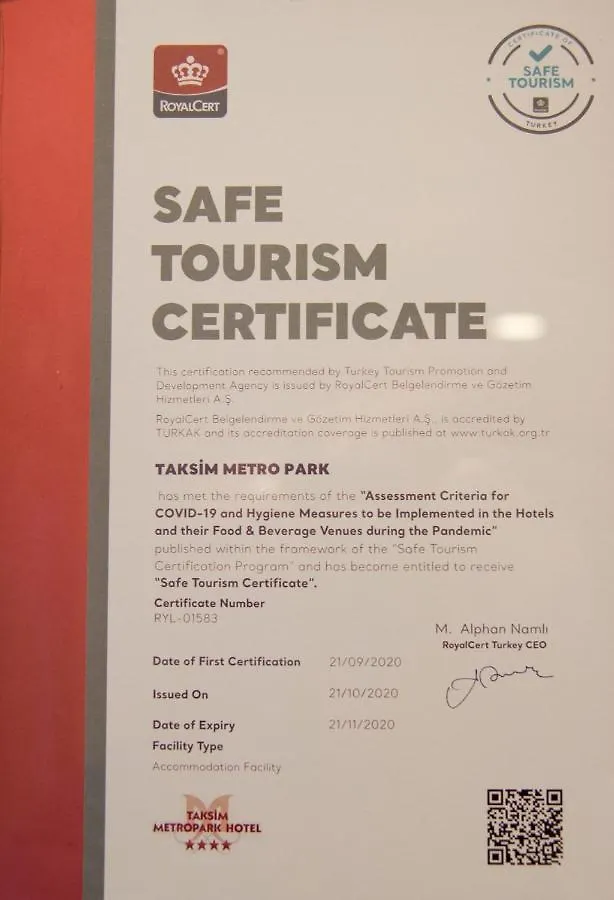 ROYALCERT
CERTIFICATE OF
SAFE
TOURISM
TURKEY
SAFE
TOURISM
CERTIFICATE
This certification recommended by Turkey Tourism Promotion and
Development Agency is issued by RoyalCert Belgelendirme ve Gözetim
Hizmetleri A.Ş.
RoyalCert Belgelendirme ve Gözetim Hizmetleri A.Ş., is accredited by
TÜRKAK and its accreditation coverage is published at www.turkak.org.tr
TAKSİM METRO PARK
has met the requirements of the "Assessment Criteria for
COVID-19 and Hygiene Measures to be Implemented in the Hotels
and their Food & Beverage Venues during the Pandemic"
published within the framework of the "Safe Tourism
Certification Program" and has become entitled to receive
"Safe Tourism Certificate".
Certificate Number
RYL-01583
M. Alphan Namlı
RoyalCert Turkey CEO
Date of First Certification 21/09/2020
Issued On 21/10/2020
Date of Expiry 21/11/2020
Facility Type
Accommodation Facility
TAKSİM
METROPARK HOTEL